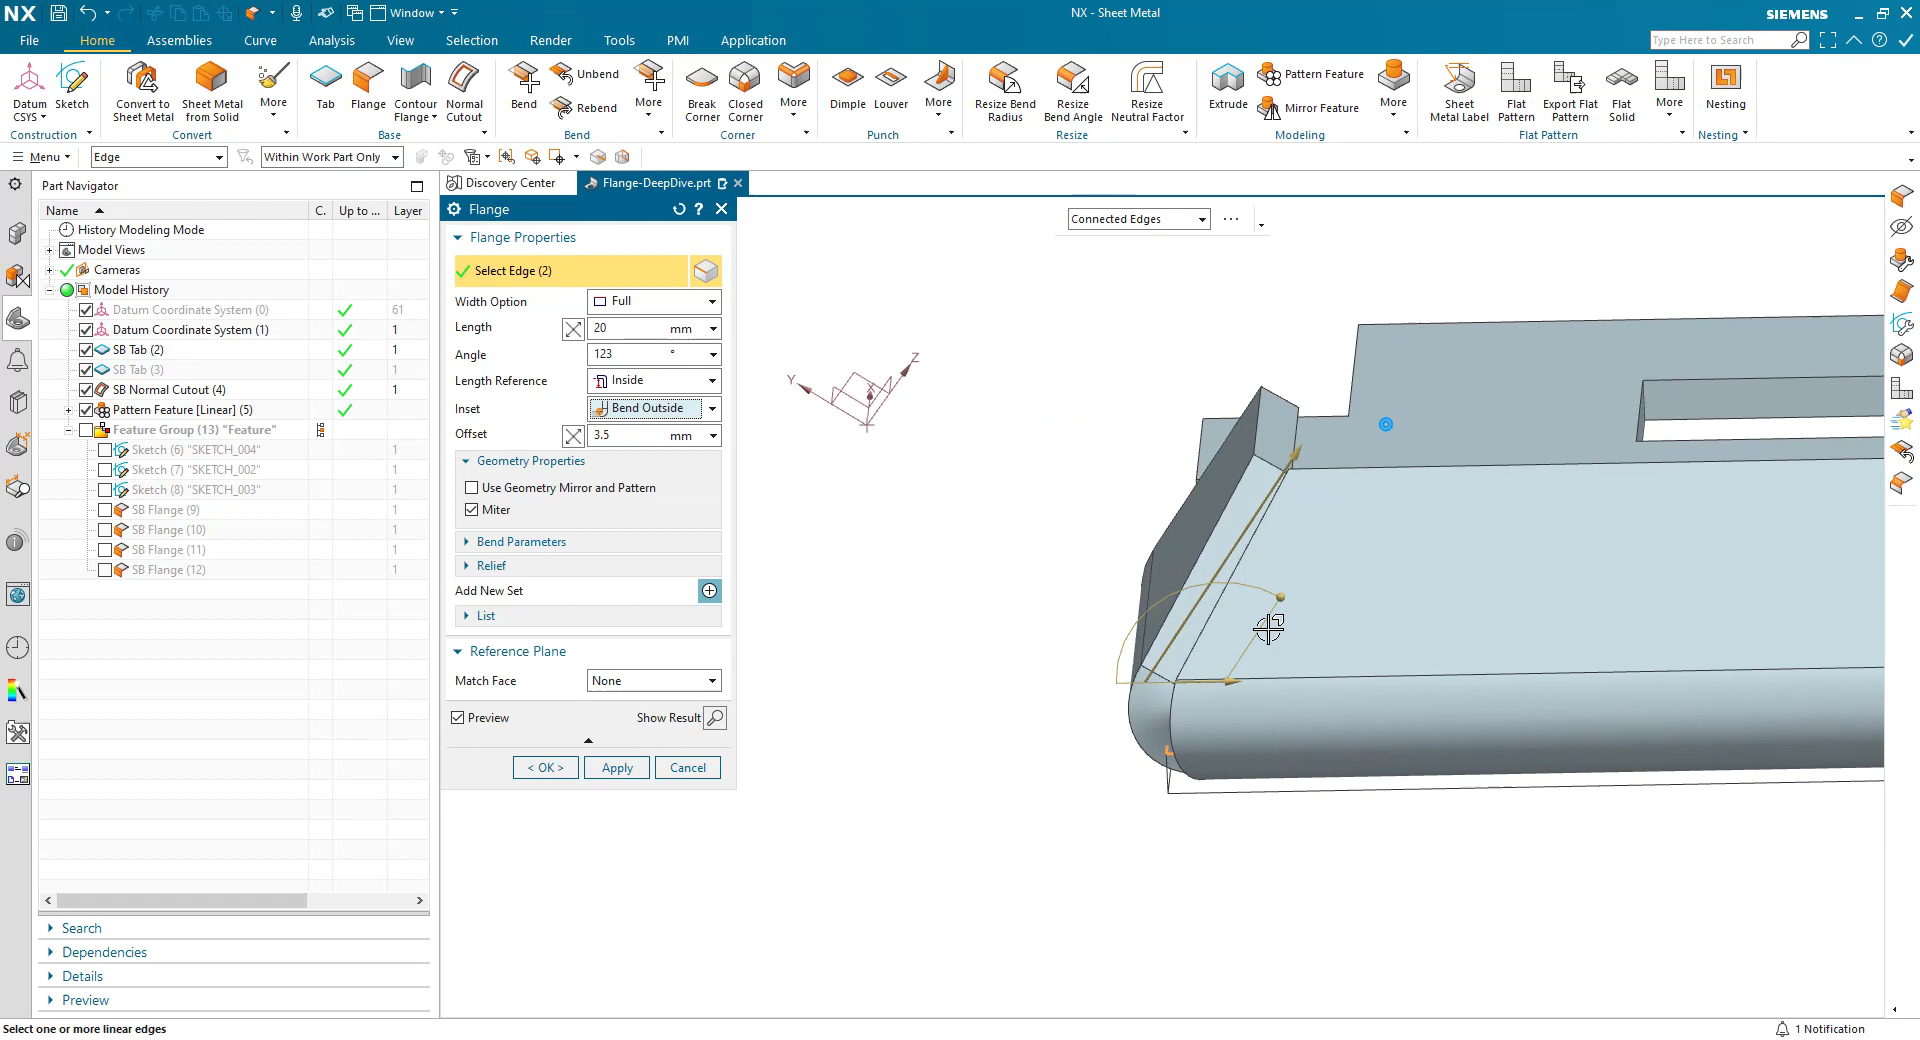 NX
Window
NX - Sheet Metal
SIEMENS
File
Home
Assemblies
Curve
Analysis
View
Selection
Render
Tools
PMI
Application
Type Here to Search
Datum CSYS
Sketch
Convert to Sheet Metal
Sheet Metal from Solid
More
Tab
Flange
Contour Flange
Normal Cutout
Bend
Unbend
Rebend
More
Break Corner
Closed Corner
More
Dimple
Louver
More
Resize Bend Radius
Resize Bend Angle
Resize Neutral Factor
Extrude
Pattern Feature
Mirror Feature
More
Sheet Metal Label
Flat Pattern
Export Flat Pattern
Flat Solid
More
Nesting
Construction
Convert
Base
Bend
Corner
Punch
Resize
Modeling
Flat Pattern
Nesting
Menu
Edge
Within Work Part Only
Part Navigator
Name
C.
Up to ...
Layer
History Modeling Mode
Model Views
Cameras
Model History
Datum Coordinate System (0)
61
Datum Coordinate System (1)
1
SB Tab (2)
1
SB Tab (3)
1
SB Normal Cutout (4)
1
Pattern Feature [Linear] (5)
1
Feature Group (13) "Feature"
Sketch (6) "SKETCH_004"
1
Sketch (7) "SKETCH_002"
1
Sketch (8) "SKETCH_003"
1
SB Flange (9)
1
SB Flange (10)
1
SB Flange (11)
1
SB Flange (12)
1
Search
Dependencies
Details
Preview
Discovery Center
Flange-DeepDive.prt
Flange
Flange Properties
Select Edge (2)
Width Option
Full
Length
20 mm
Angle
123 °
Length Reference
Inside
Inset
Bend Outside
Offset
3.5 mm
Geometry Properties
Use Geometry Mirror and Pattern
Miter
Bend Parameters
Relief
Add New Set
List
Reference Plane
Match Face
None
Preview
Show Result
< OK >
Apply
Cancel
Connected Edges
Y
X
Z
Select one or more linear edges
1 Notification